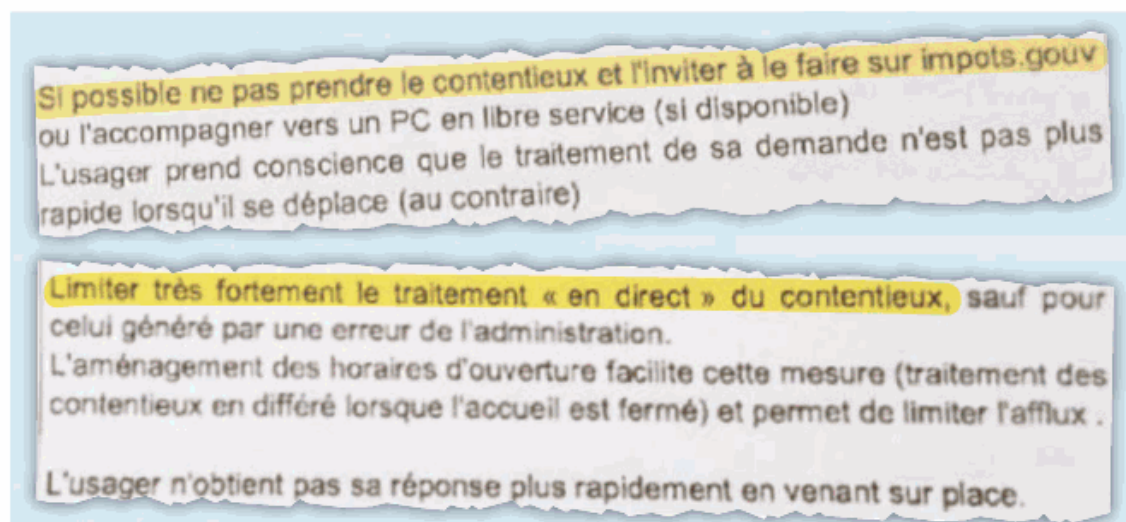 Si possible ne pas prendre le contentieux et l'inviter à le faire sur impots.gouv
ou l'accompagner vers un PC en libre service (si disponible)
L'usager prend conscience que le traitement de sa demande n'est pas plus
rapide lorsqu'il se déplace (au contraire)
Limiter très fortement le traitement « en direct » du contentieux, sauf pour
celui généré par une erreur de l'administration.
L'aménagement des horaires d'ouverture facilite cette mesure (traitement des
contentieux en différé lorsque l'accueil est fermé) et permet de limiter l'afflux .
L'usager n'obtient pas sa réponse plus rapidement en venant sur place.